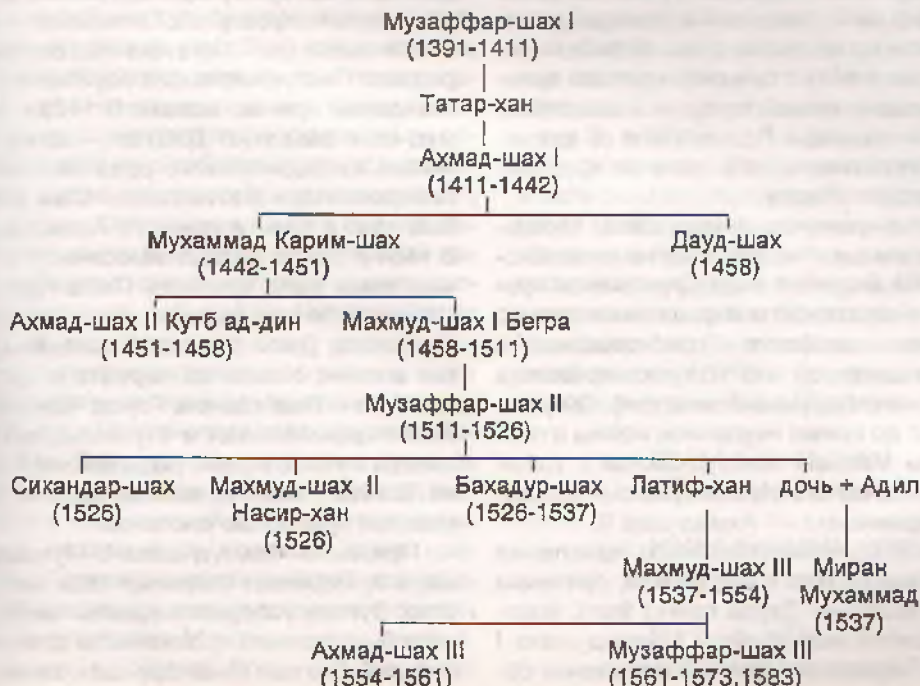 Музаффар-шах I
(1391-1411)
Татар-хан
Ахмад-шах I
(1411-1442)
Мухаммад Карим-шах
(1442-1451)
Дауд-шах
(1458)
Ахмад-шах II Кутб ад-дин
(1451-1458)
Махмуд-шах I Бегра
(1458-1511)
Музаффар-шах II
(1511-1526)
Сикандар-шах
(1526)
Махмуд-шах II
Насир-хан
(1526)
Бахадур-шах
(1526-1537)
Латиф-хан
дочь + Адил
Махмуд-шах III
(1537-1554)
Миран
Мухаммад
(1537)
Ахмад-шах III
(1554-1561)
Музаффар-шах III
(1561-1573,1583)